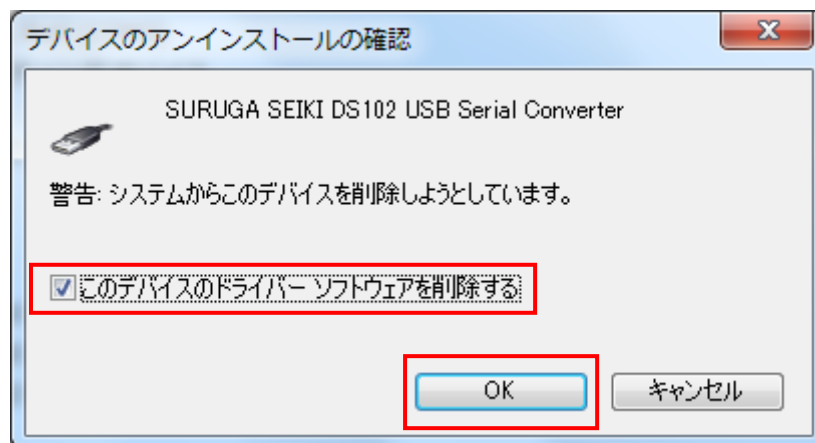 デバイスのアンインストールの確認
SURUGA SEIKI DS102 USB Serial Converter
警告: システムからこのデバイスを削除しようとしています。
このデバイスのドライバー ソフトウェアを削除する
OK
キャンセル